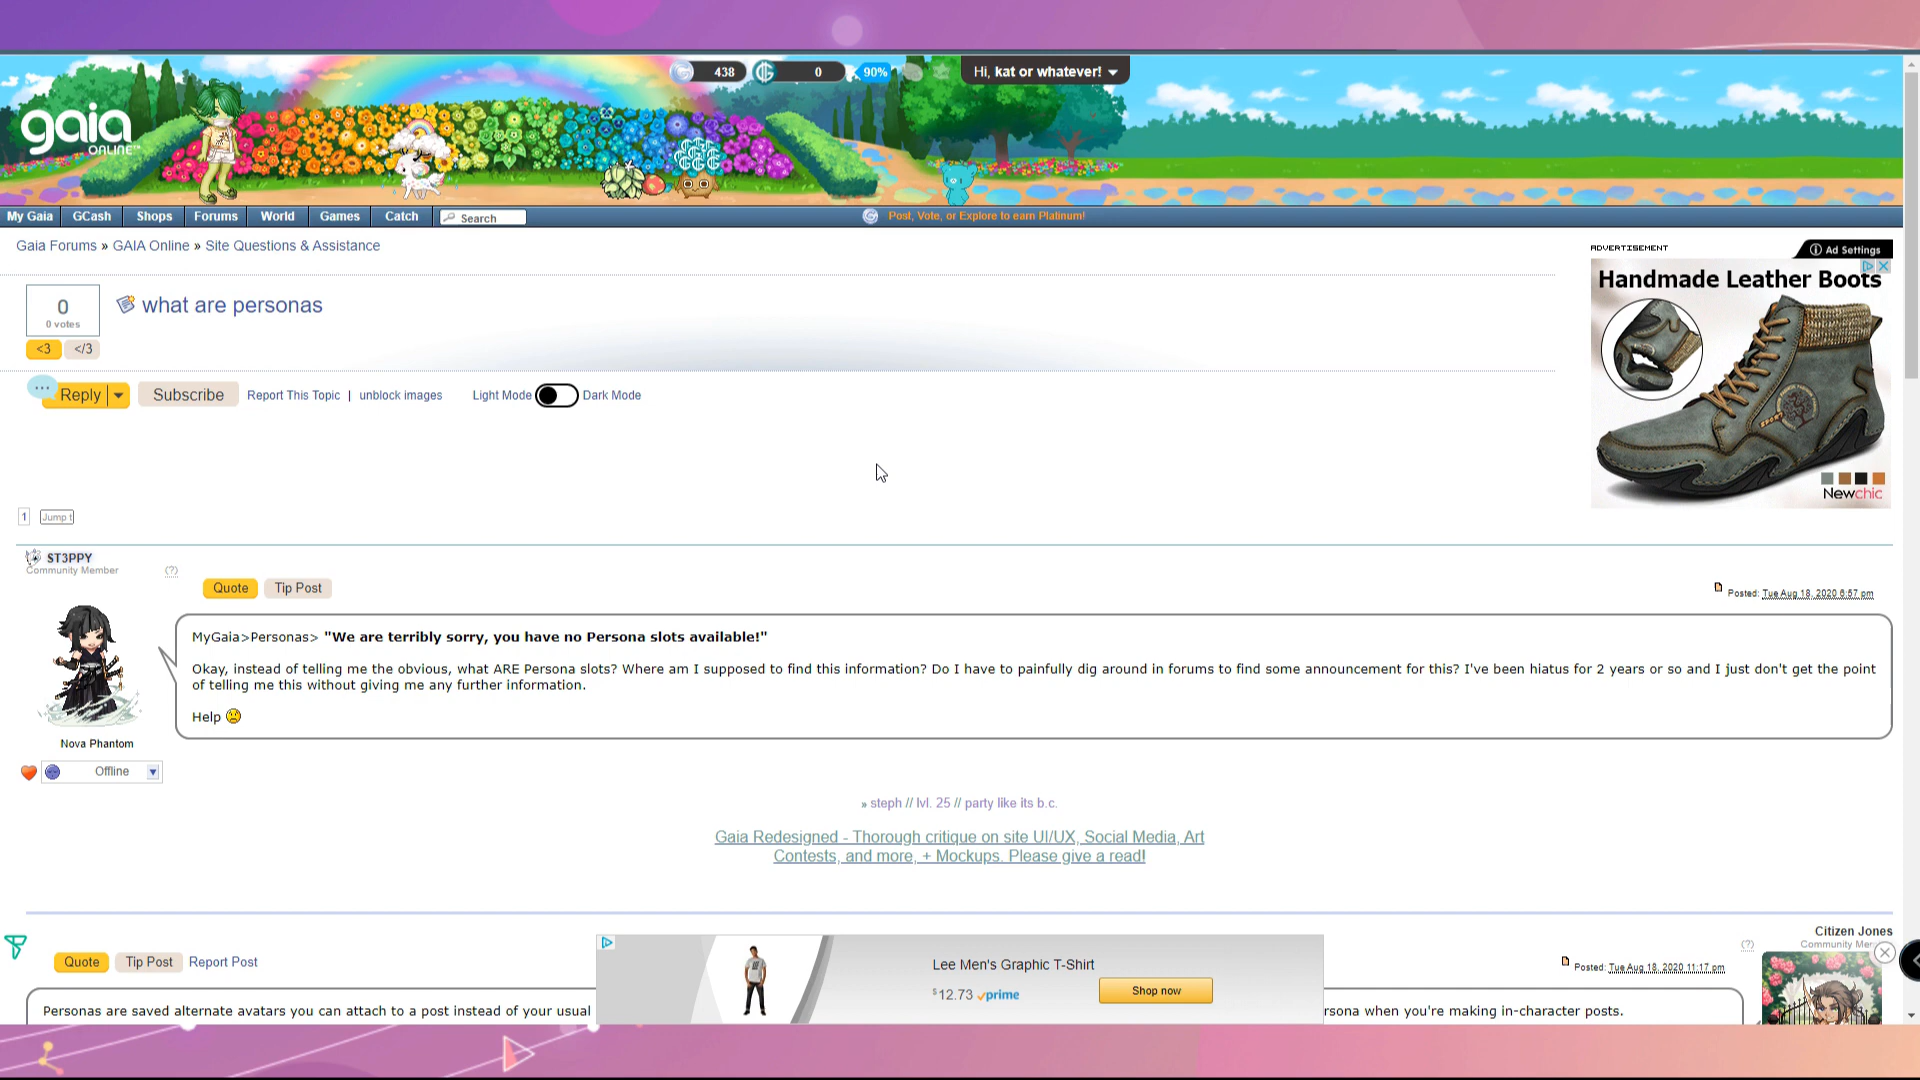 438
0
90%
Hi, kat or whatever!
gaia
ONLINE
My Gaia GCash Shops Forums World Games Catch Search
Post, Vote, or Explore to earn Platinum!
Gaia Forums » GAIA Online » Site Questions & Assistance
ADVERTISEMENT
Ad Settings
Handmade Leather Boots
SPORT
Newchic
0
0 votes
<3 </3
what are personas
Reply Subscribe Report This Topic | unblock images Light Mode Dark Mode
1 Jump t
ST3PPY
Community Member
(?)
Quote Tip Post
Posted: Tue Aug 18, 2020 6:57 pm
MyGaia>Personas> "We are terribly sorry, you have no Persona slots available!"
Okay, instead of telling me the obvious, what ARE Persona slots? Where am I supposed to find this information? Do I have to painfully dig around in forums to find some announcement for this? I've been hiatus for 2 years or so and I just don't get the point
of telling me this without giving me any further information.
Help
Nova Phantom
Offline
» steph // lvl. 25 // party like its b.c.
Gaia Redesigned - Thorough critique on site UI/UX, Social Media, Art
Contests, and more, + Mockups. Please give a read!
Citizen Jones
Community Mem
(?)
Quote Tip Post Report Post
Posted: Tue Aug 18, 2020 11:17 pm
Lee Men's Graphic T-Shirt
$12.73 prime
Shop now
Personas are saved alternate avatars you can attach to a post instead of your usual
rsona when you're making in-character posts.